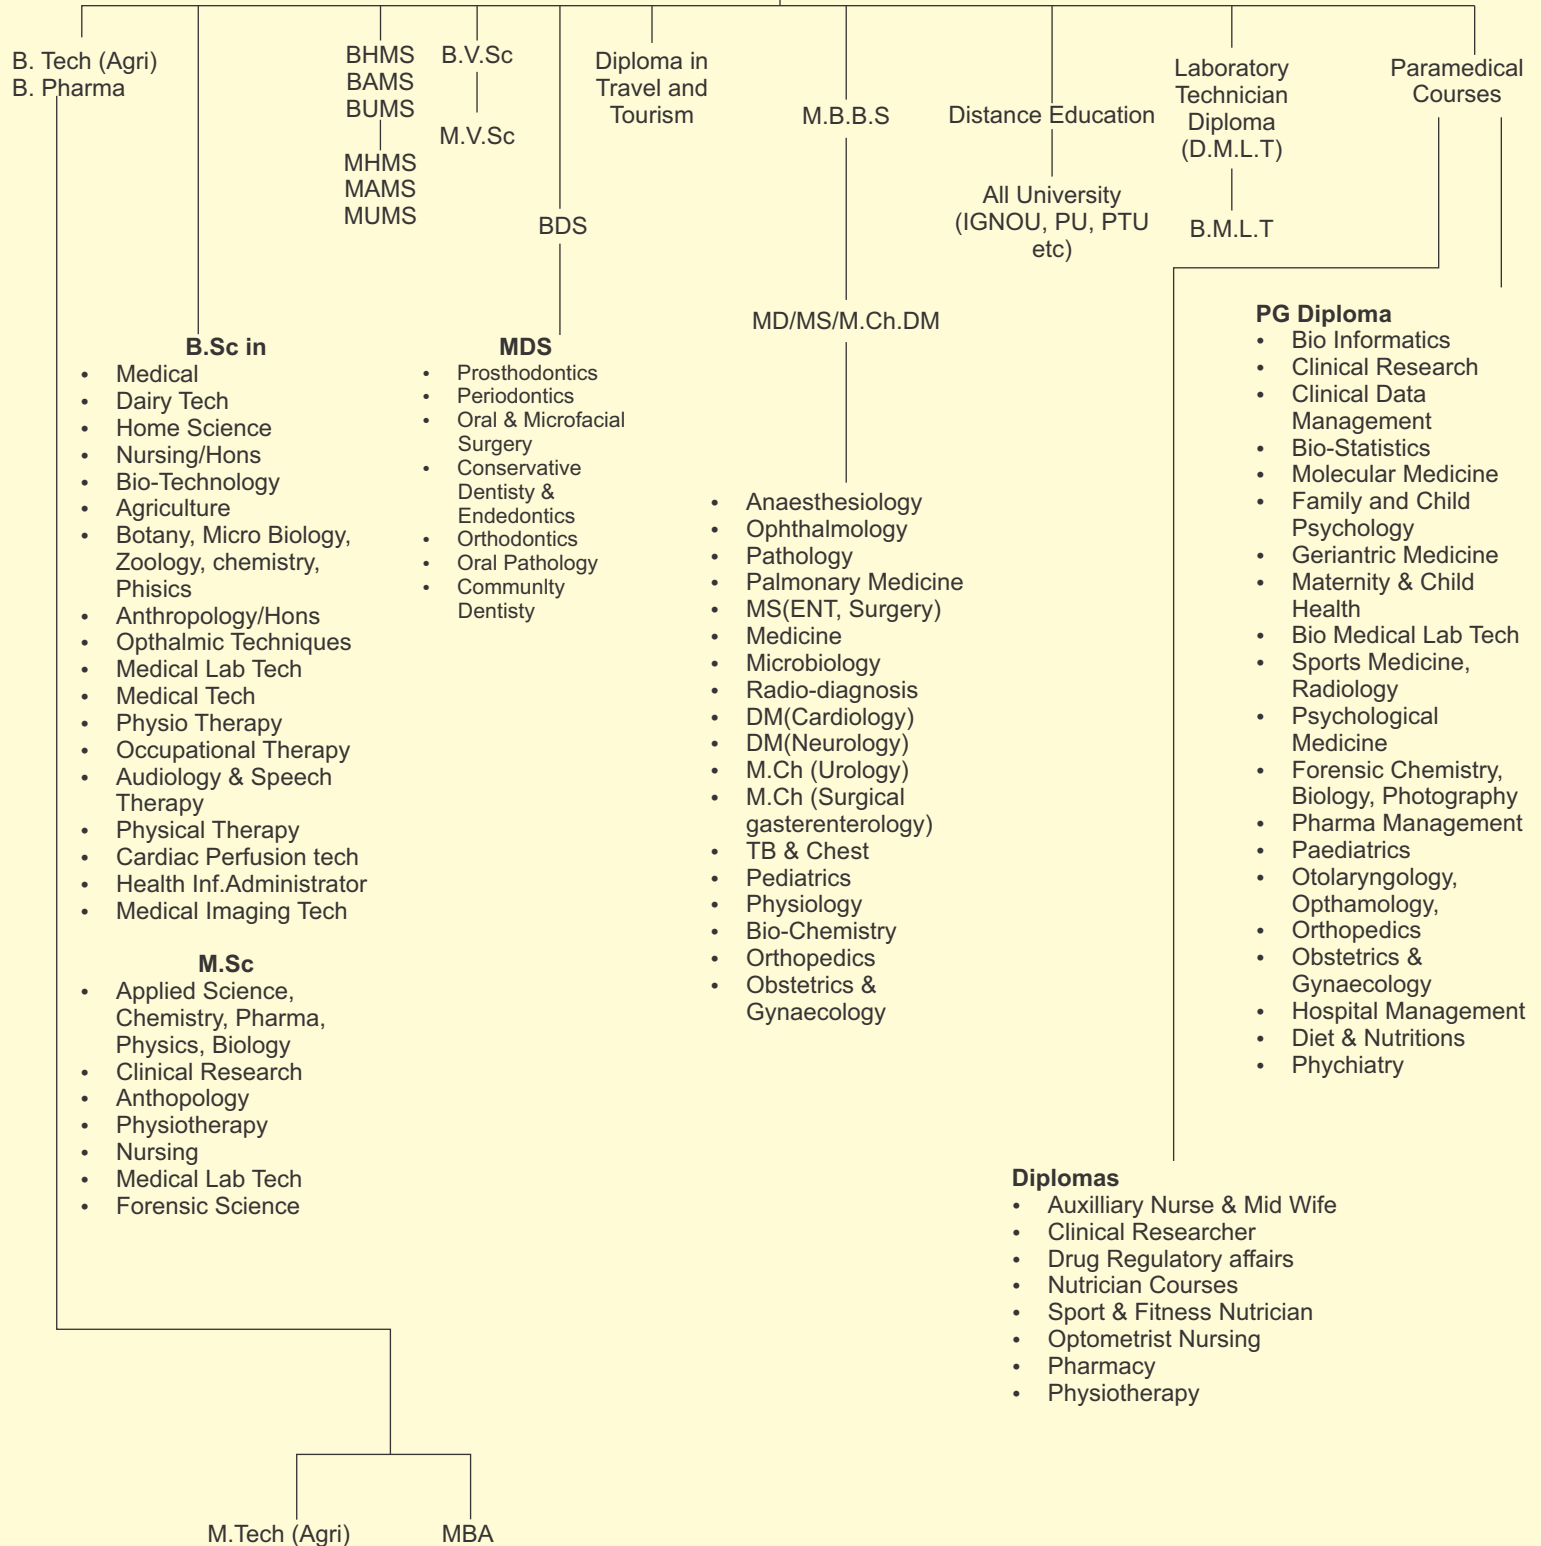 B. Tech (Agri)
B. Pharma
BHMS
BAMS
BUMS
MHMS
MAMS
MUMS
B.V.Sc
M.V.Sc
BDS
Diploma in
Travel and
Tourism
M.B.B.S
MD/MS/M.Ch.DM
Distance Education
All University
(IGNOU, PU, PTU
etc)
Laboratory
Technician
Diploma
(D.M.L.T)
B.M.L.T
Paramedical
Courses
B.Sc in
• Medical
• Dairy Tech
• Home Science
• Nursing/Hons
• Bio-Technology
• Agriculture
• Botany, Micro Biology,
Zoology, chemistry,
Phisics
• Anthropology/Hons
• Opthalmic Techniques
• Medical Lab Tech
• Medical Tech
• Physio Therapy
• Occupational Therapy
• Audiology & Speech
Therapy
• Physical Therapy
• Cardiac Perfusion tech
• Health Inf.Administrator
• Medical Imaging Tech
M.Sc
• Applied Science,
Chemistry, Pharma,
Physics, Biology
• Clinical Research
• Anthopology
• Physiotherapy
• Nursing
• Medical Lab Tech
• Forensic Science
MDS
• Prosthodontics
• Periodontics
• Oral & Microfacial
Surgery
• Conservative
Dentisty &
Endedontics
• Orthodontics
• Oral Pathology
• Communlty
Dentisty
• Anaesthesiology
• Ophthalmology
• Pathology
• Palmonary Medicine
• MS(ENT, Surgery)
• Medicine
• Microbiology
• Radio-diagnosis
• DM(Cardiology)
• DM(Neurology)
• M.Ch (Urology)
• M.Ch (Surgical
gasterenterology)
• TB & Chest
• Pediatrics
• Physiology
• Bio-Chemistry
• Orthopedics
• Obstetrics &
Gynaecology
PG Diploma
• Bio Informatics
• Clinical Research
• Clinical Data
Management
• Bio-Statistics
• Molecular Medicine
• Family and Child
Psychology
• Geriantric Medicine
• Maternity & Child
Health
• Bio Medical Lab Tech
• Sports Medicine,
Radiology
• Psychological
Medicine
• Forensic Chemistry,
Biology, Photography
• Pharma Management
• Paediatrics
• Otolaryngology,
Opthamology,
• Orthopedics
• Obstetrics &
Gynaecology
• Hospital Management
• Diet & Nutritions
• Phychiatry
Diplomas
• Auxilliary Nurse & Mid Wife
• Clinical Researcher
• Drug Regulatory affairs
• Nutrician Courses
• Sport & Fitness Nutrician
• Optometrist Nursing
• Pharmacy
• Physiotherapy
M.Tech (Agri)
MBA